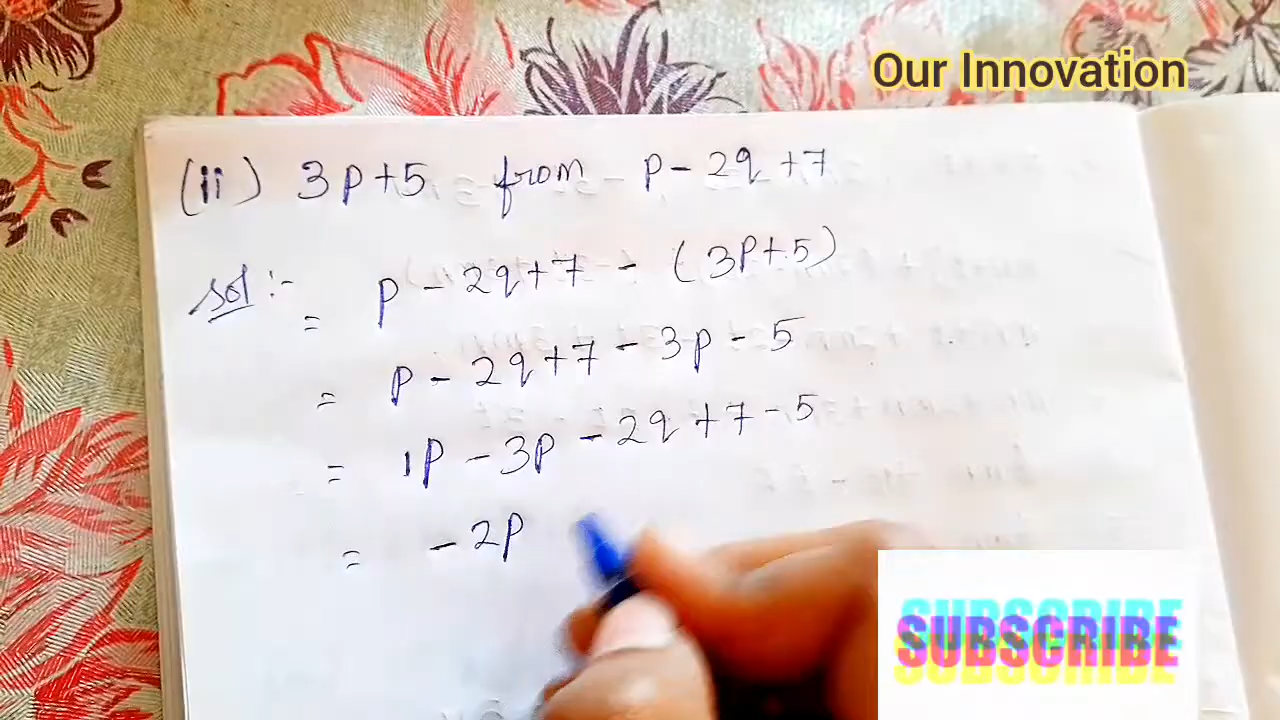 Our Innovation
(ii) 3p+5 from p-2q+7
Sol :-
= p-2q+7 - (3p+5)
= p-2q+7-3p-5
= 1p-3p-2q+7-5
= -2p
SUBSCRIBE